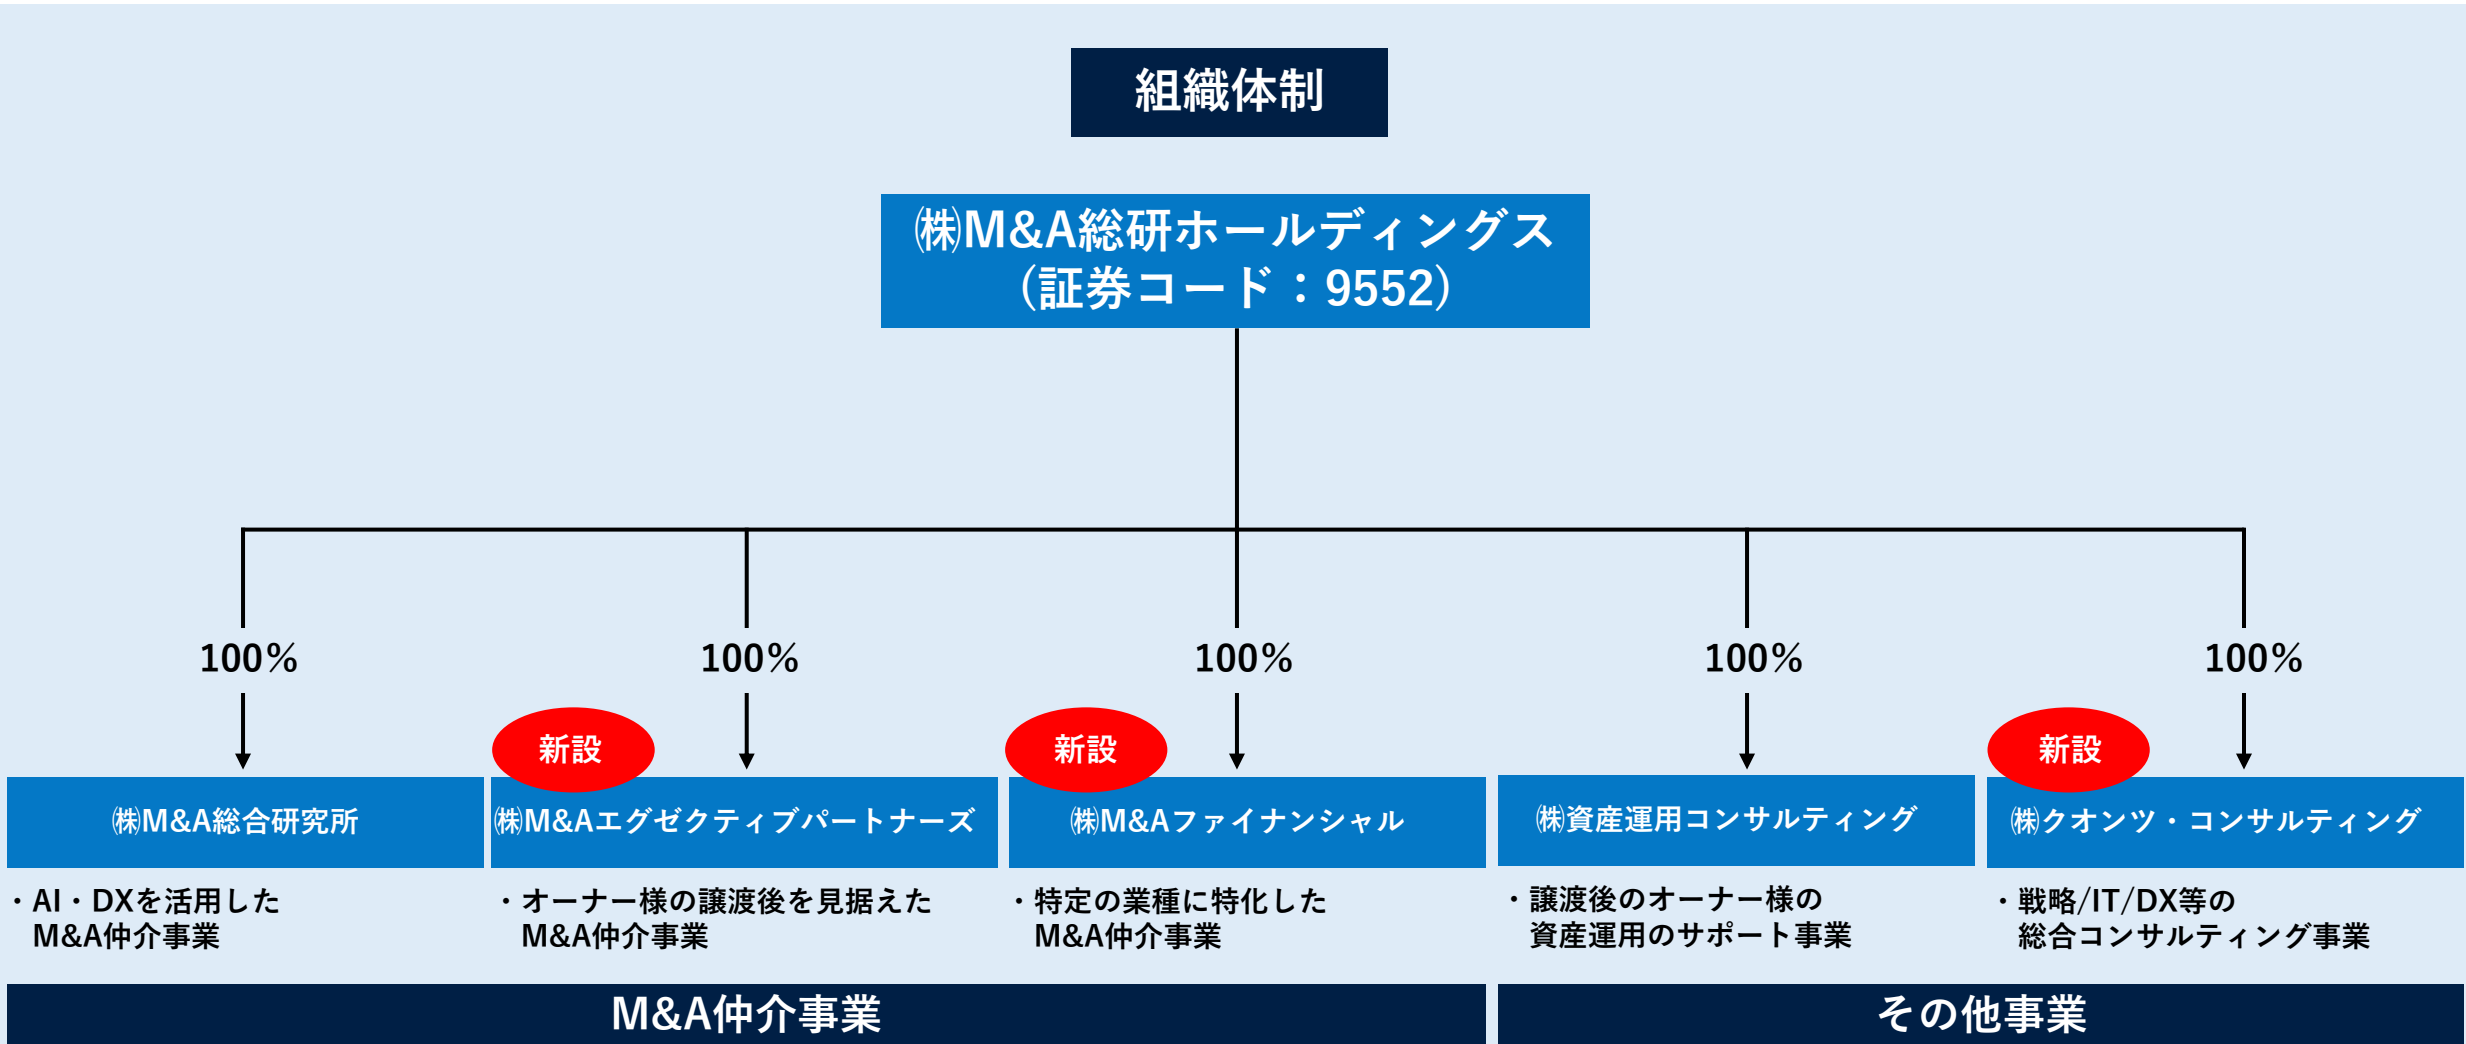 組織体制
㈱M&A総研ホールディングス
(証券コード：9552)
100%
100%
100%
100%
100%
新設
新設
新設
㈱M&A総合研究所
㈱M&Aエグゼクティブパートナーズ
㈱M&Aファイナンシャル
㈱資産運用コンサルティング
㈱クオンツ・コンサルティング
・AI・DXを活用した
M&A仲介事業
・オーナー様の譲渡後を見据えた
M&A仲介事業
・特定の業種に特化した
M&A仲介事業
・譲渡後のオーナー様の
資産運用のサポート事業
・戦略/IT/DX等の
総合コンサルティング事業
M&A仲介事業
その他事業